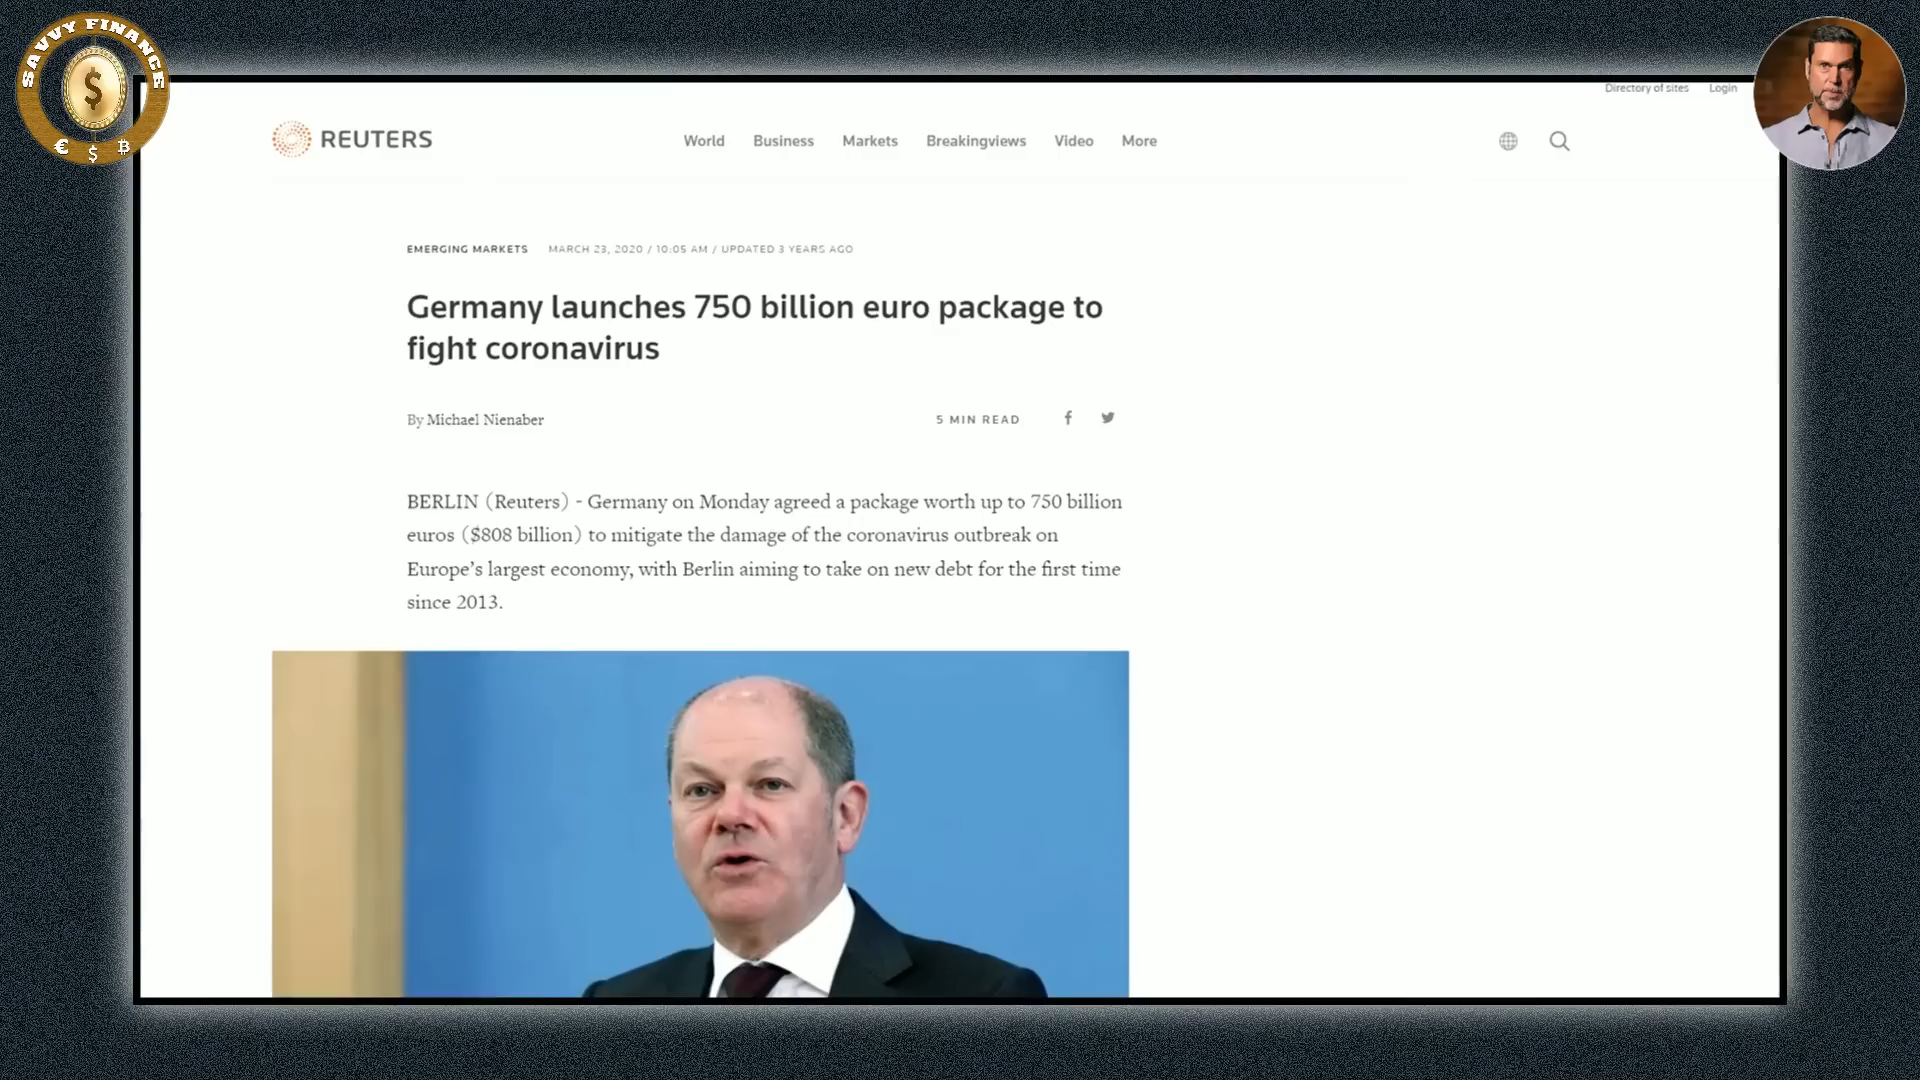 SAVVY FINANCE
$
€ $ ₿
Directory of sites Login
REUTERS World Business Markets Breakingviews Video More
EMERGING MARKETS MARCH 23, 2020 / 10:05 AM / UPDATED 3 YEARS AGO
Germany launches 750 billion euro package to
fight coronavirus
By Michael Nienaber 5 MIN READ
BERLIN (Reuters) - Germany on Monday agreed a package worth up to 750 billion
euros ($808 billion) to mitigate the damage of the coronavirus outbreak on
Europe’s largest economy, with Berlin aiming to take on new debt for the first time
since 2013.